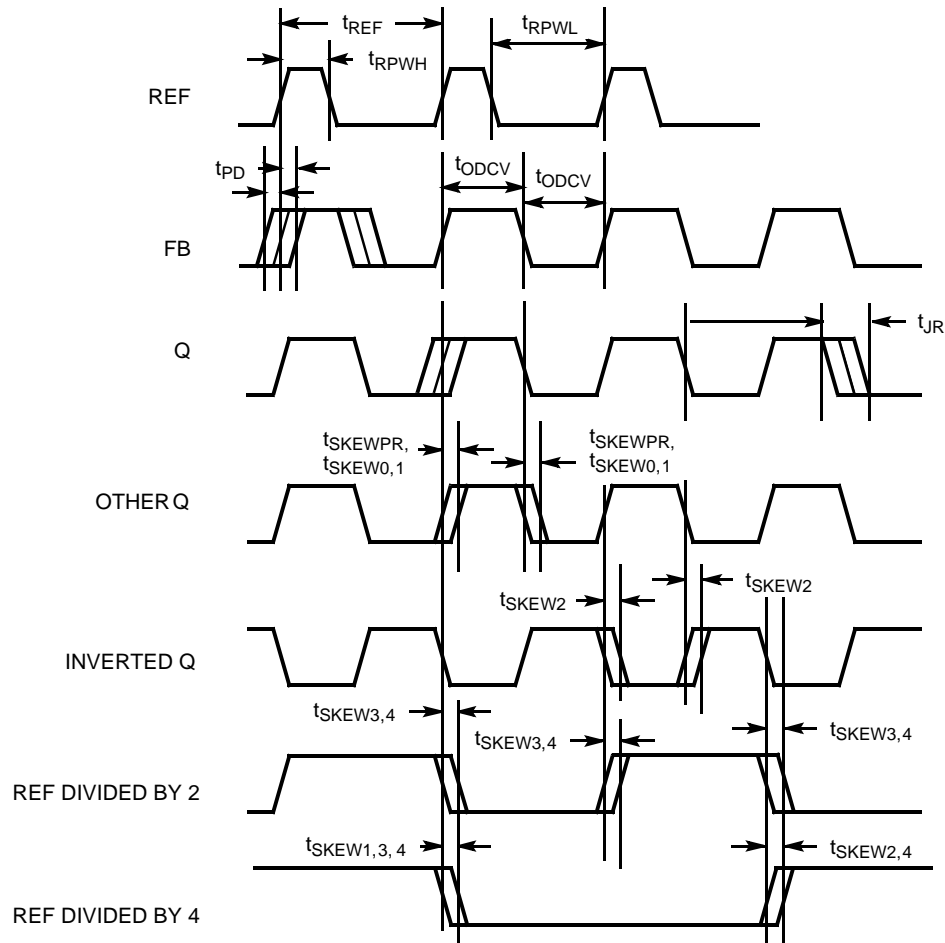 tREF
tRPWL
tRPWH
REF
tPD
tODCV
tODCV
FB
tJR
Q
tSKEWPR,
tSKEW0,1
tSKEWPR,
tSKEW0,1
OTHER Q
tSKEW2
tSKEW2
INVERTED Q
tSKEW3,4
tSKEW3,4
tSKEW3,4
REF DIVIDED BY 2
tSKEW1,3, 4
tSKEW2,4
REF DIVIDED BY 4